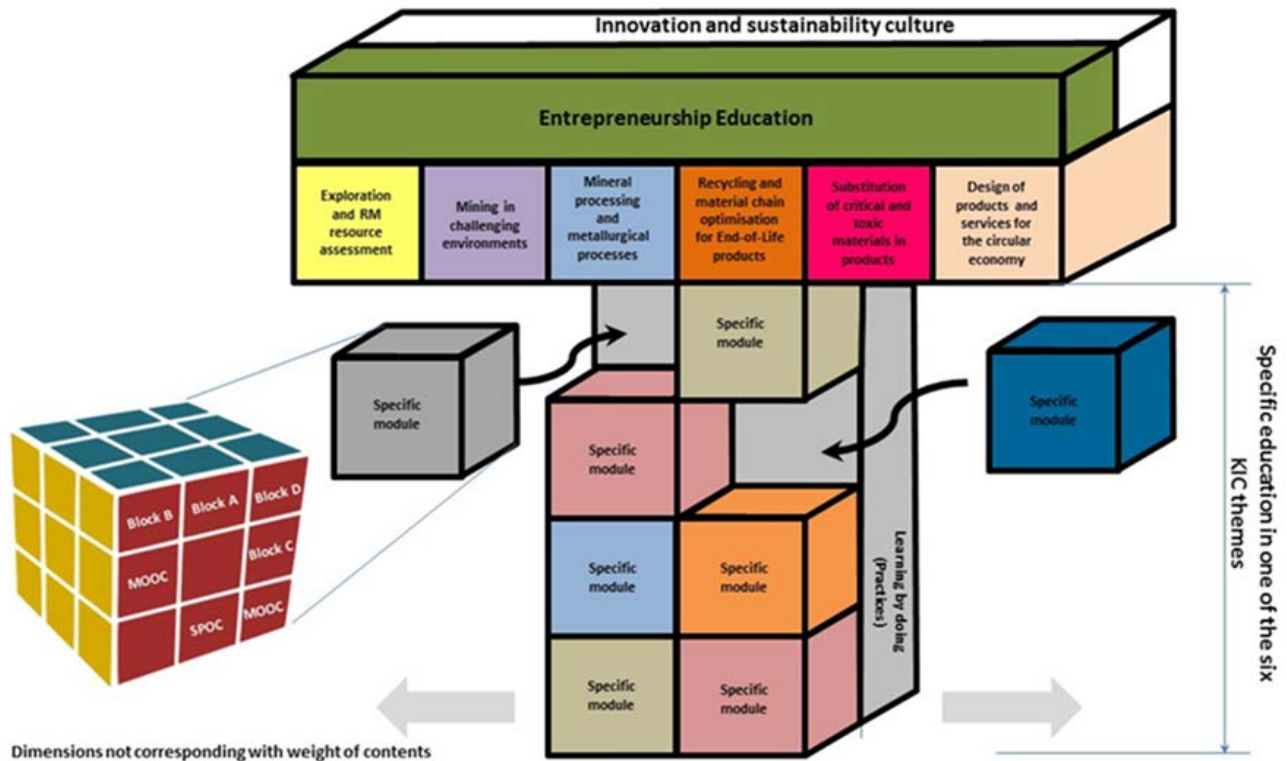 Innovation and sustainability culture
Entrepreneurship Education
Exploration
and RM
resource
assessment
Mining in
challenging
environments
Mineral
processing
and
metallurgical
processes
Recycling and
material chain
optimisation
for End-of-Life
products
Substitution
of critical and
toxic
materials in
products
Design of
products and
services for
the circular
economy
Specific
module
Specific
module
Specific
module
Specific
module
Specific
module
Specific
module
Specific
module
Specific
module
Learning by doing
(Practices)
Specific education in one of the six
KIC themes
Block B
Block A
Block D
MOOC
Block C
SPOC
MOOC
Dimensions not corresponding with weight of contents